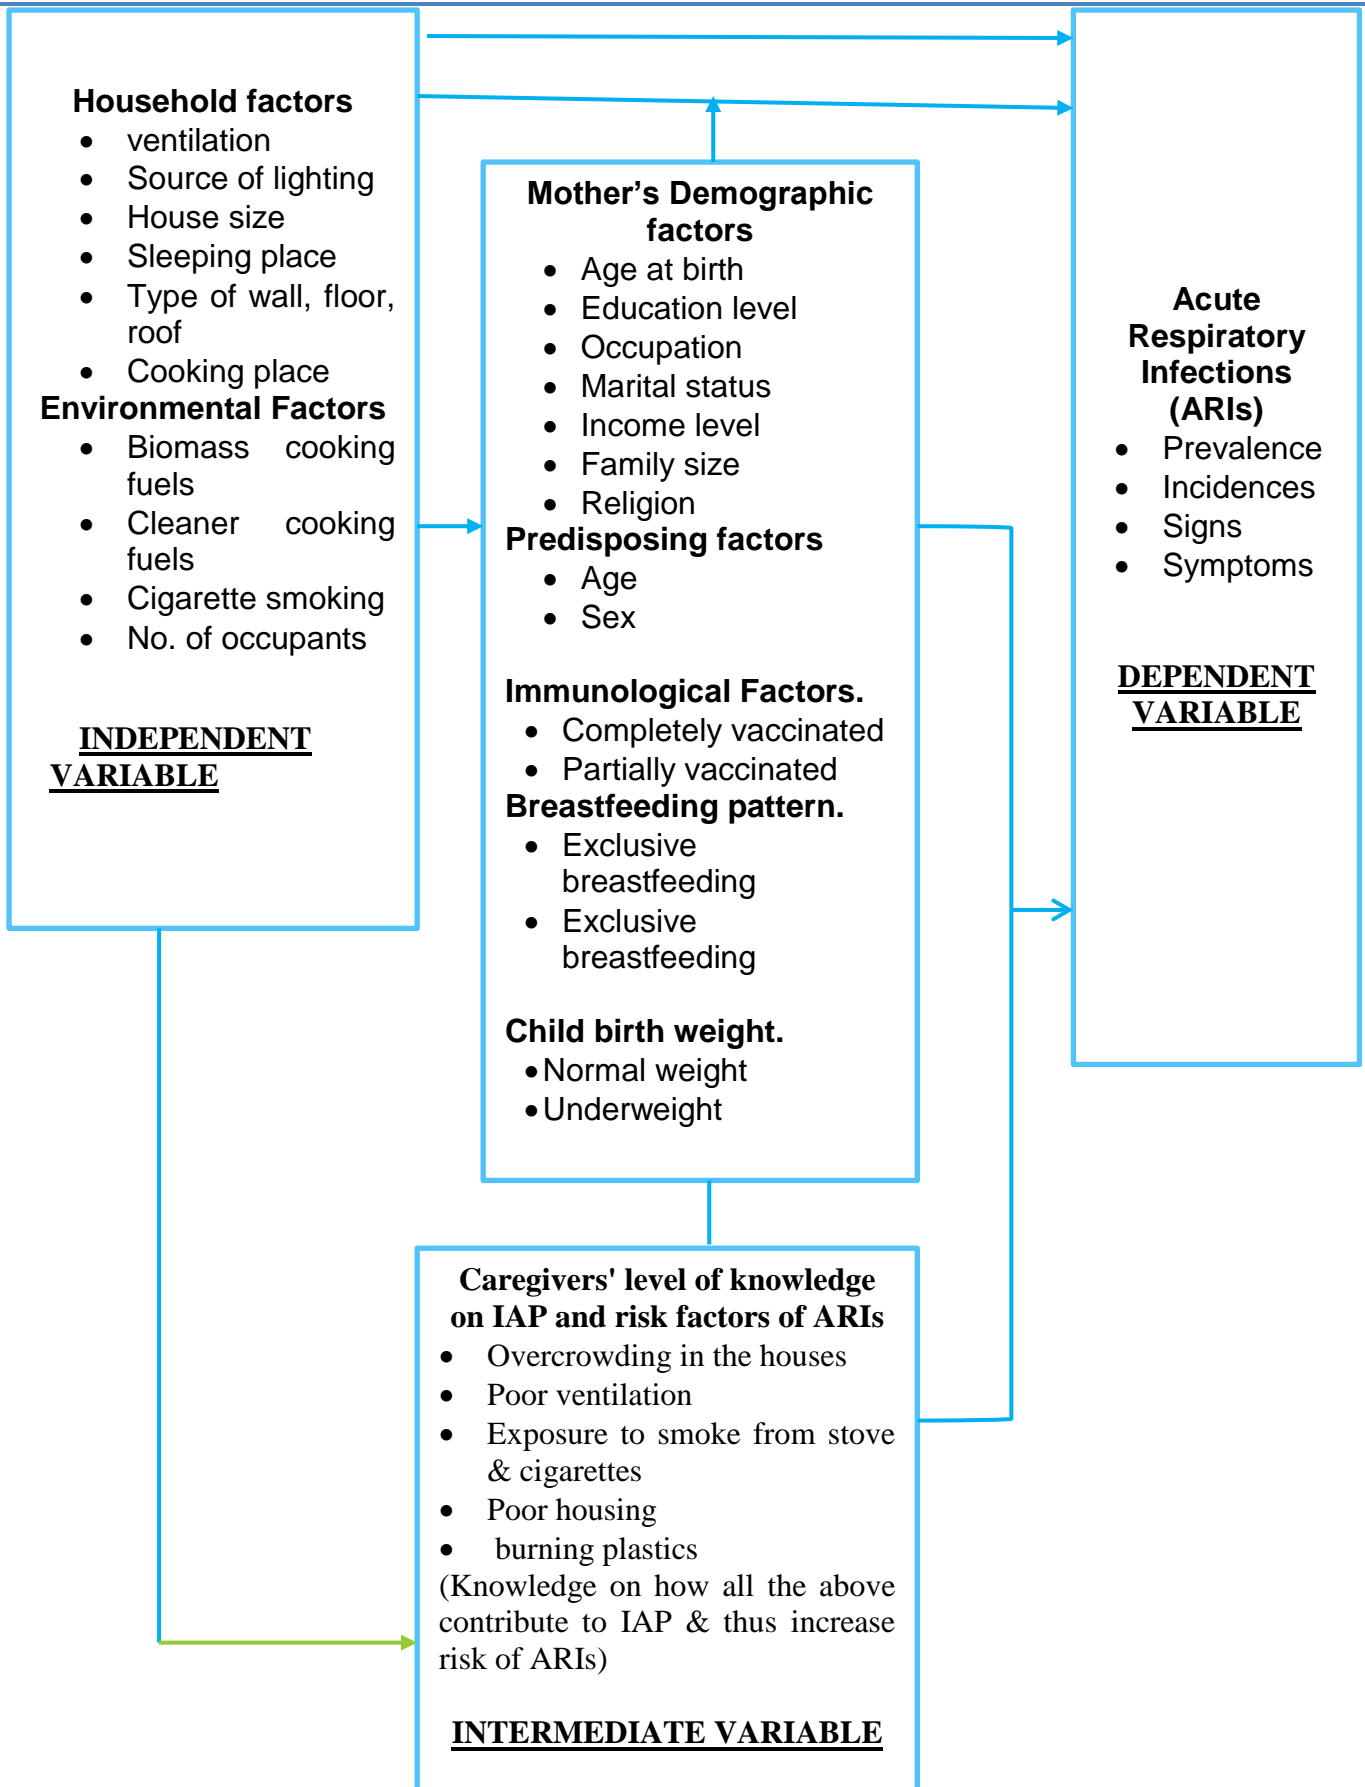 Household factors
• ventilation
• Source of lighting
• House size
• Sleeping place
• Type of wall, floor,
roof
• Cooking place
Environmental Factors
• Biomass cooking
fuels
• Cleaner cooking
fuels
• Cigarette smoking
• No. of occupants
INDEPENDENT
VARIABLE
Mother’s Demographic
factors
• Age at birth
• Education level
• Occupation
• Marital status
• Income level
• Family size
• Religion
Predisposing factors
• Age
• Sex
Immunological Factors.
• Completely vaccinated
• Partially vaccinated
Breastfeeding pattern.
• Exclusive
breastfeeding
• Exclusive
breastfeeding
Child birth weight.
• Normal weight
• Underweight
Acute
Respiratory
Infections
(ARIs)
• Prevalence
• Incidences
• Signs
• Symptoms
DEPENDENT
VARIABLE
Caregivers' level of knowledge
on IAP and risk factors of ARIs
• Overcrowding in the houses
• Poor ventilation
• Exposure to smoke from stove
& cigarettes
• Poor housing
• burning plastics
(Knowledge on how all the above
contribute to IAP & thus increase
risk of ARIs)
INTERMEDIATE VARIABLE